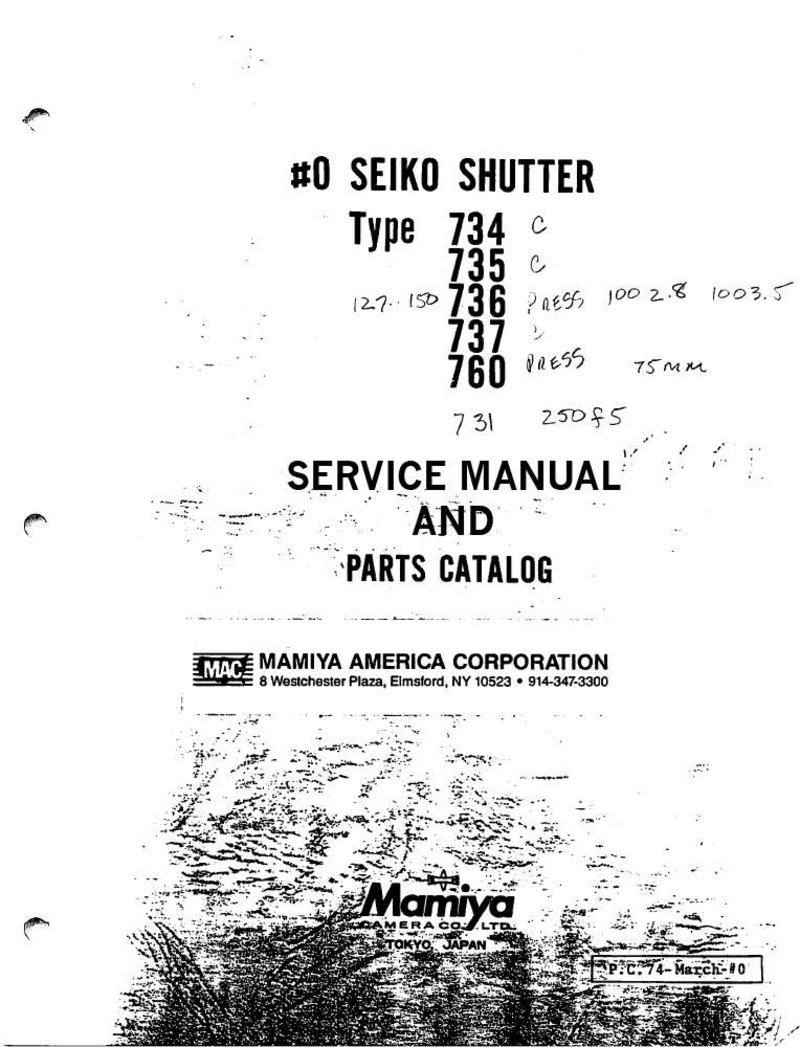 #0 SEIKO SHUTTER
Type 734 C
735 C
127.. 150 736 PRESS 100 2.8 100 3.5
737
760 PRESS 75mm
731 250 f5
SERVICE MANUAL
AND
PARTS CATALOG
MAC MAMIYA AMERICA CORPORATION
8 Westchester Plaza, Elmsford, NY 10523 • 914-347-3300
Mamiya
CAMERA CO., LTD.
TOKYO JAPAN
P.C.74-March-#0